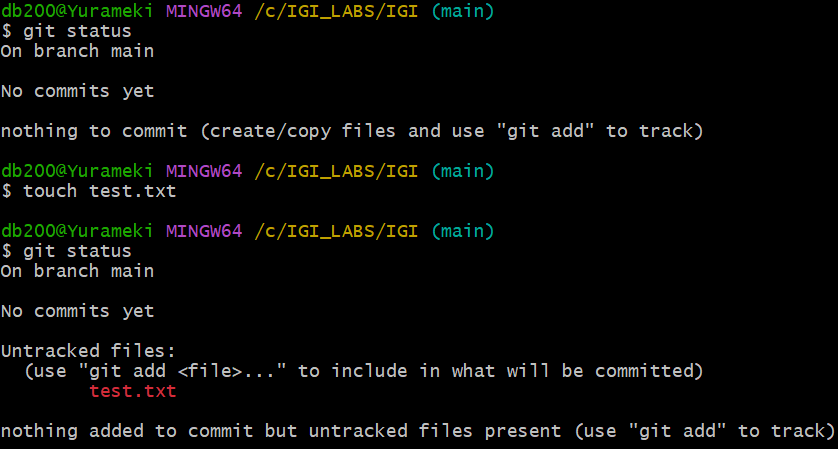 db200@Yurameki MINGW64 /c/IGI_LABS/IGI (main)
$ git status
On branch main
No commits yet
nothing to commit (create/copy files and use "git add" to track)
db200@Yurameki MINGW64 /c/IGI_LABS/IGI (main)
$ touch test.txt
db200@Yurameki MINGW64 /c/IGI_LABS/IGI (main)
$ git status
On branch main
No commits yet
Untracked files:
  (use "git add <file>..." to include in what will be committed)
        test.txt
nothing added to commit but untracked files present (use "git add" to track)